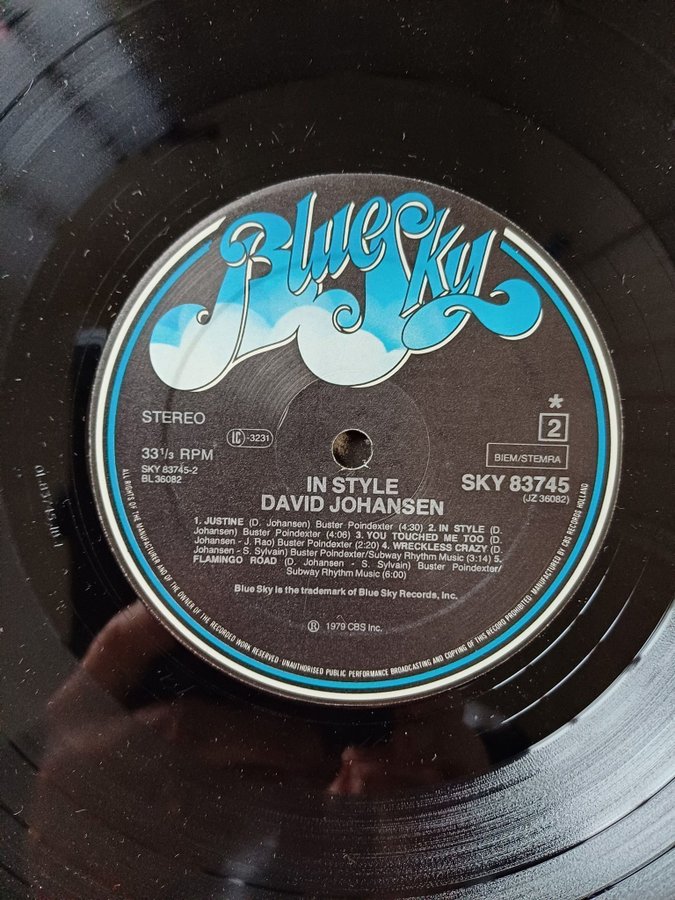 Blue Sky
STEREO
IC -3231
*
2
33 1/3 RPM
BIEM/STEMRA
SKY 83745-2
BL 36082
SKY 83745
(JZ 36082)
IN STYLE
DAVID JOHANSEN
1. JUSTINE (D. Johansen) Buster Poindexter (4:30) 2. IN STYLE (D.
Johansen) Buster Poindexter (4:06) 3. YOU TOUCHED ME TOO (D.
Johansen - J. Rao) Buster Poindexter (2:20) 4. WRECKLESS CRAZY (D.
Johansen - S. Sylvain) Buster Poindexter/Subway Rhythm Music (3:14) 5.
FLAMINGO ROAD (D. Johansen - S. Sylvain) Buster Poindexter/
Subway Rhythm Music (6:00)
Blue Sky is the trademark of Blue Sky Records, Inc.
℗ 1979 CBS Inc.
ALL RIGHTS OF THE MANUFACTURER AND OF THE OWNER OF THE RECORDED WORK RESERVED · UNAUTHORISED PUBLIC PERFORMANCE BROADCASTING AND COPYING OF THIS RECORD PROHIBITED. MANUFACTURED BY CBS RECORDS HOLLAND